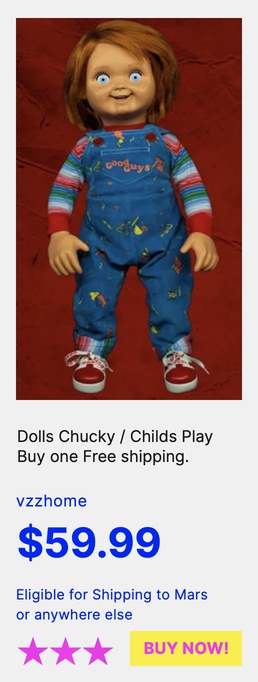 Good Guys
Dolls Chucky / Childs Play
Buy one Free shipping.
vzzhome
$59.99
Eligible for Shipping to Mars
or anywhere else
BUY NOW!